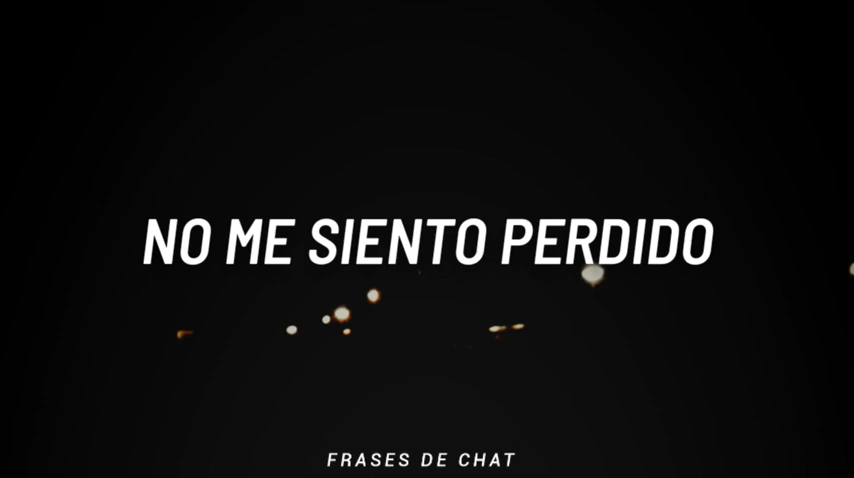 NO ME SIENTO PERDIDO
FRASES DE CHAT